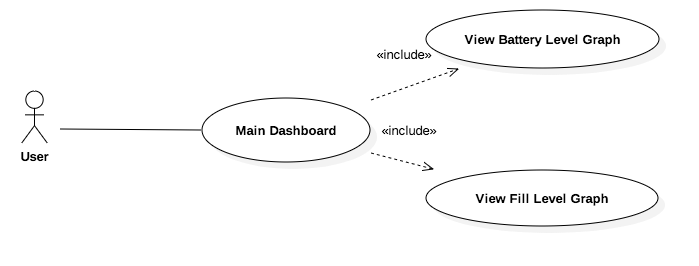 View Battery Level Graph
«include»
Main Dashboard
«include»
User
View Fill Level Graph